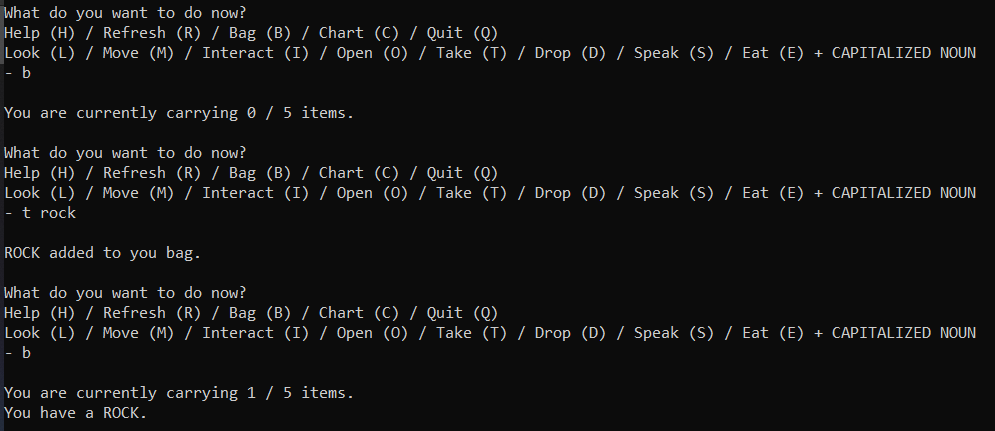 What do you want to do now?
Help (H) / Refresh (R) / Bag (B) / Chart (C) / Quit (Q)
Look (L) / Move (M) / Interact (I) / Open (O) / Take (T) / Drop (D) / Speak (S) / Eat (E) + CAPITALIZED NOUN
- b
You are currently carrying 0 / 5 items.
What do you want to do now?
Help (H) / Refresh (R) / Bag (B) / Chart (C) / Quit (Q)
Look (L) / Move (M) / Interact (I) / Open (O) / Take (T) / Drop (D) / Speak (S) / Eat (E) + CAPITALIZED NOUN
- t rock
ROCK added to you bag.
What do you want to do now?
Help (H) / Refresh (R) / Bag (B) / Chart (C) / Quit (Q)
Look (L) / Move (M) / Interact (I) / Open (O) / Take (T) / Drop (D) / Speak (S) / Eat (E) + CAPITALIZED NOUN
- b
You are currently carrying 1 / 5 items.
You have a ROCK.